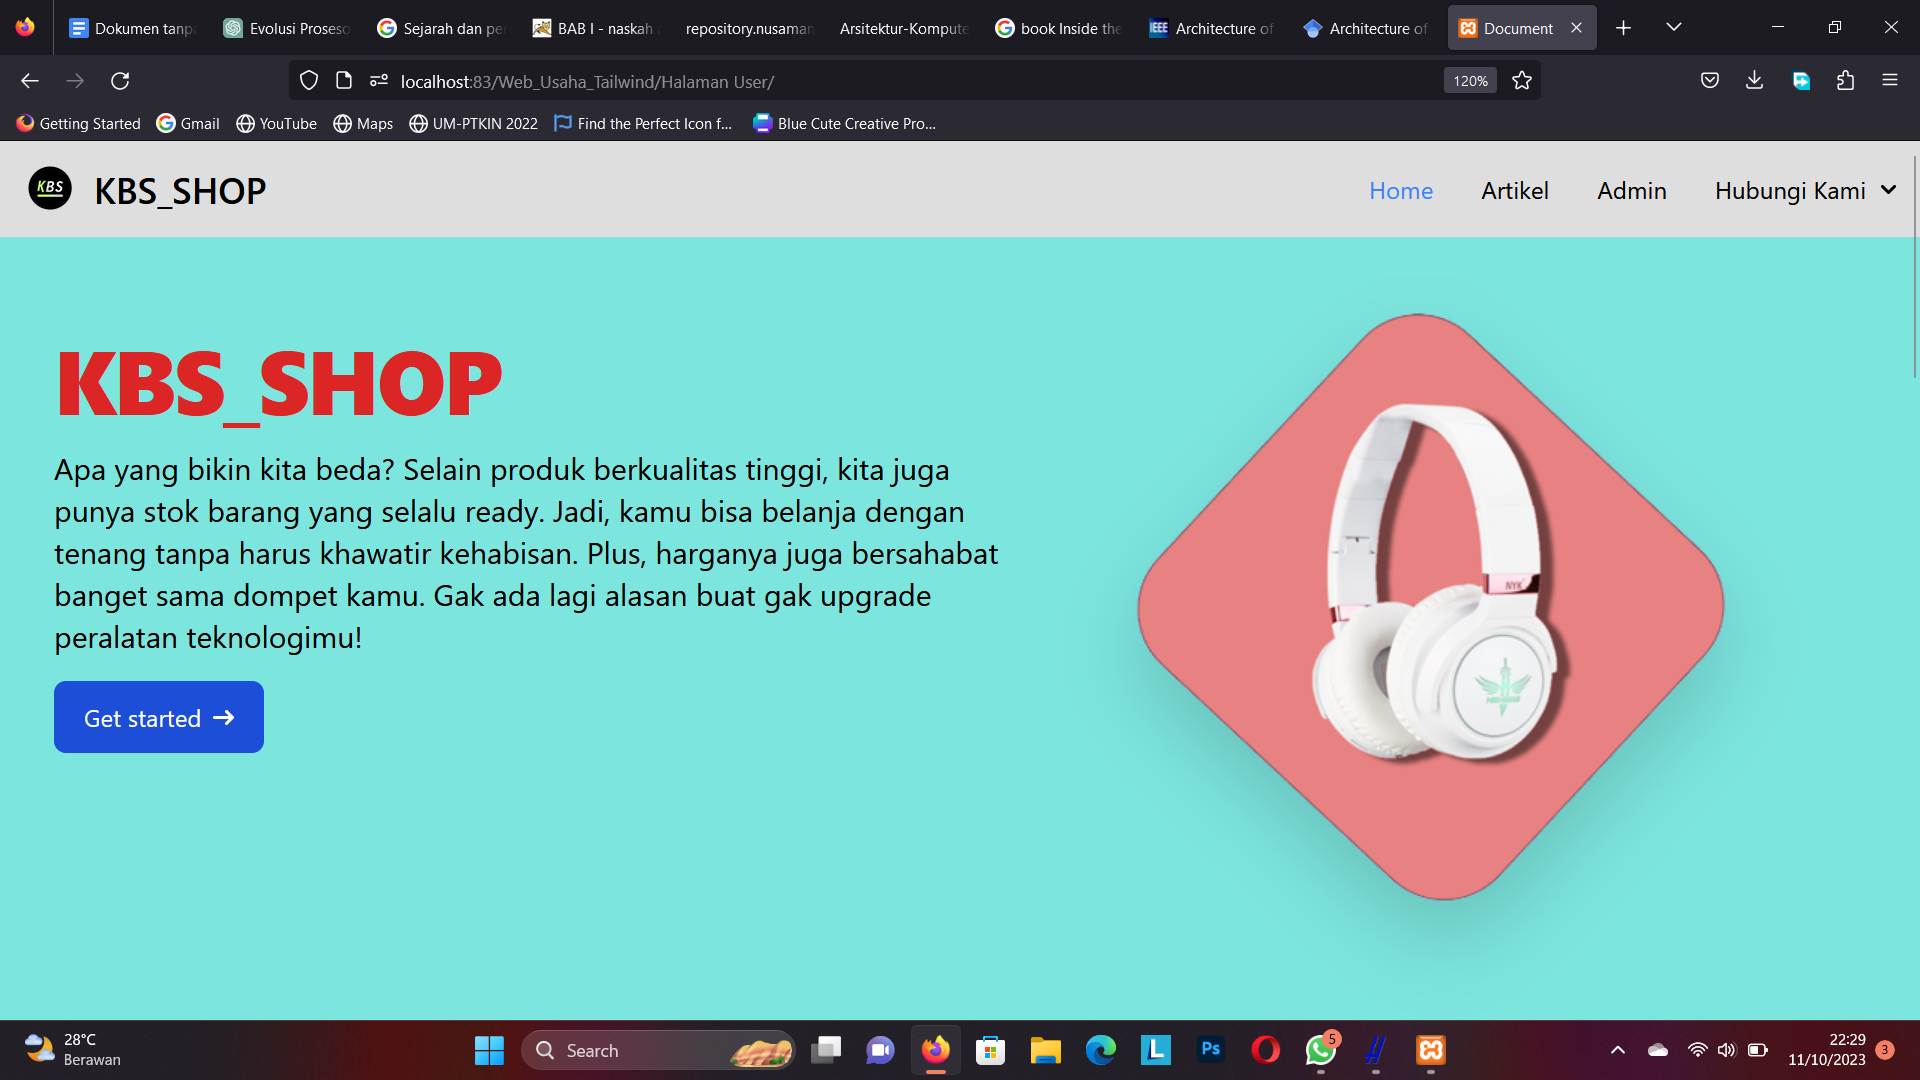 Dokumen tanp
Evolusi Proseso
Sejarah dan pe
BAB I - naskah
repository.nusaman
Arsitektur-Kompute
book Inside the
IEEE
Architecture of
Architecture of
Document
localhost:83/Web_Usaha_Tailwind/Halaman User/
120%
Getting Started
Gmail
YouTube
Maps
UM-PTKIN 2022
Find the Perfect Icon f...
Blue Cute Creative Pro...
KBS
KBS_SHOP
Home
Artikel
Admin
Hubungi Kami
KBS_SHOP
Apa yang bikin kita beda? Selain produk berkualitas tinggi, kita juga
punya stok barang yang selalu ready. Jadi, kamu bisa belanja dengan
tenang tanpa harus khawatir kehabisan. Plus, harganya juga bersahabat
banget sama dompet kamu. Gak ada lagi alasan buat gak upgrade
peralatan teknologimu!
Get started
NYK
28°C
Berawan
Search
L
Ps
5
22:29
11/10/2023
3